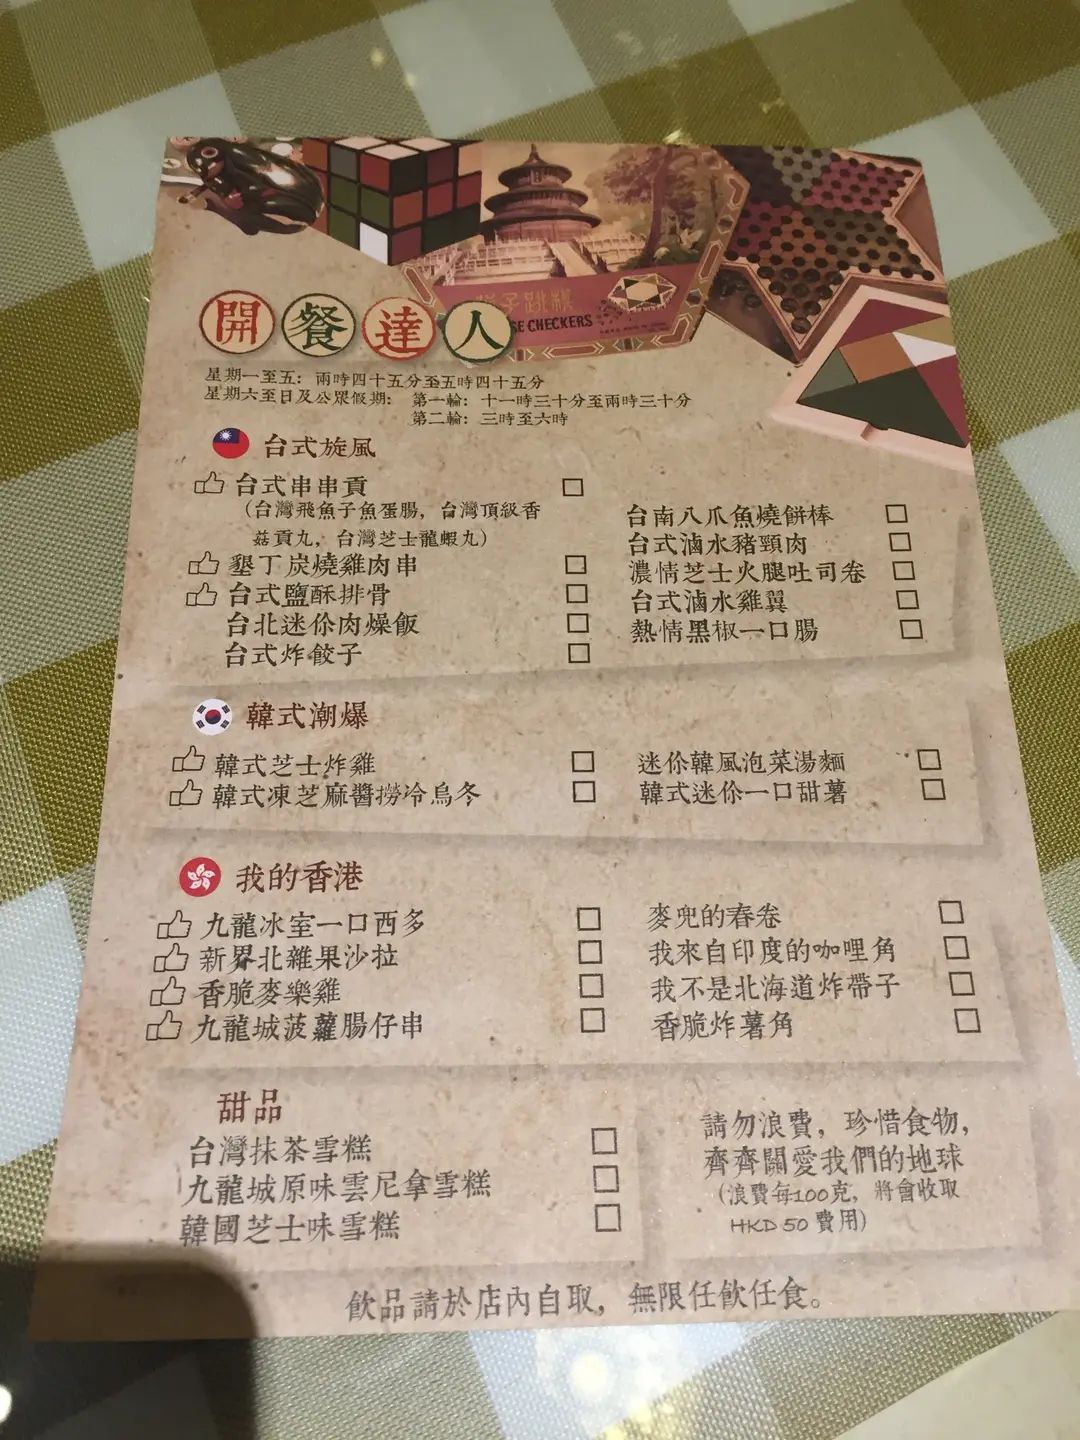 子跳棋
SE CHECKERS
開餐達人
星期一至五：兩時四十五分至五時四十五分
星期六至日及公眾假期： 第一輪：十一時三十分至兩時三十分
第二輪：三時至六時
台式旋風
台式串串貢
（台灣飛魚子魚蛋腸，台灣頂級香
菇貢丸，台灣芝士龍蝦丸）
墾丁炭燒雞肉串
台式鹽酥排骨
台北迷你肉燥飯
台式炸餃子
台南八爪魚燒餅棒
台式滷水豬頸肉
濃情芝士火腿吐司卷
台式滷水雞翼
熱情黑椒一口腸
韓式潮爆
韓式芝士炸雞
韓式凍芝麻醬撈冷烏冬
迷你韓風泡菜湯麵
韓式迷你一口甜薯
我的香港
九龍冰室一口西多
新界北雜果沙拉
香脆麥樂雞
九龍城菠蘿腸仔串
麥兜的春卷
我來自印度的咖哩角
我不是北海道炸帶子
香脆炸薯角
甜品
台灣抹茶雪糕
九龍城原味雲尼拿雪糕
韓國芝士味雪糕
請勿浪費，珍惜食物，
齊齊關愛我們的地球
（浪費每100克，將會收取
HKD 50 費用）
飲品請於店內自取，無限任飲任食。